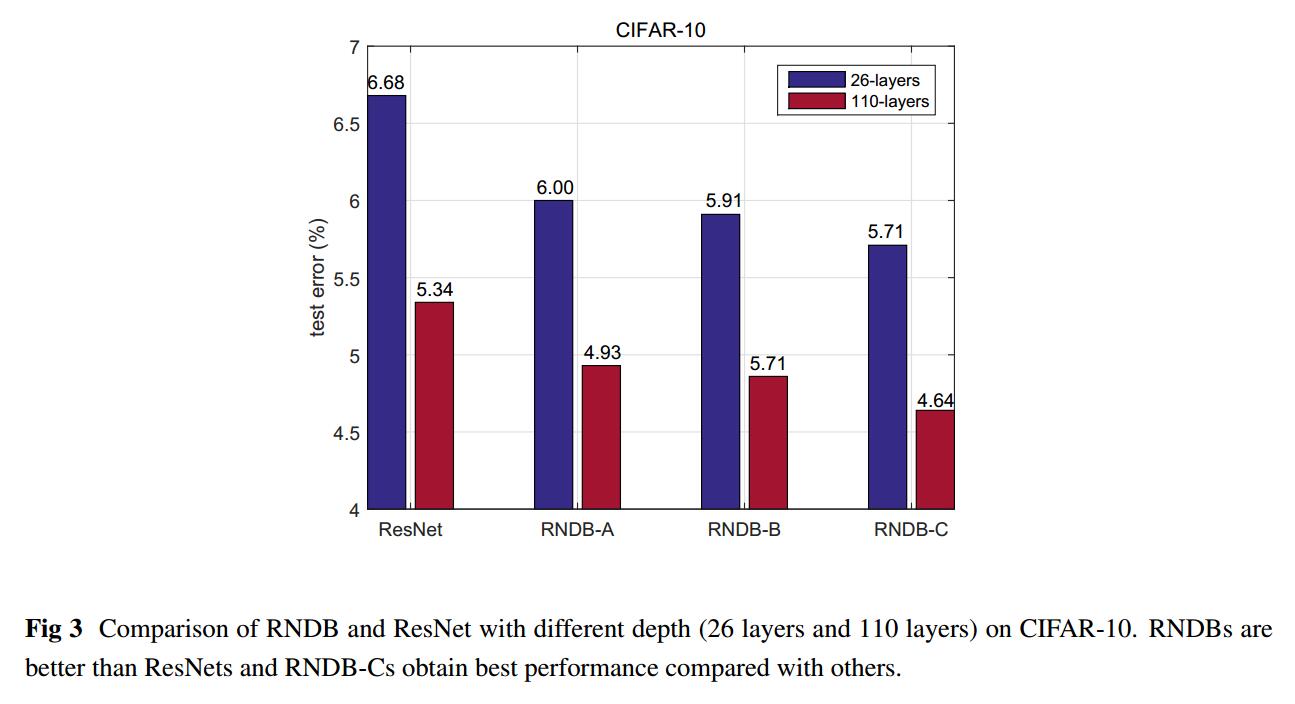 CIFAR-10
7
6.5
6
5.5
5
4.5
4
test error (%)
26-layers
110-layers
6.68
5.34
6.00
4.93
5.91
5.71
5.71
4.64
ResNet
RNDB-A
RNDB-B
RNDB-C
Fig 3 Comparison of RNDB and ResNet with different depth (26 layers and 110 layers) on CIFAR-10. RNDBs are
better than ResNets and RNDB-Cs obtain best performance compared with others.